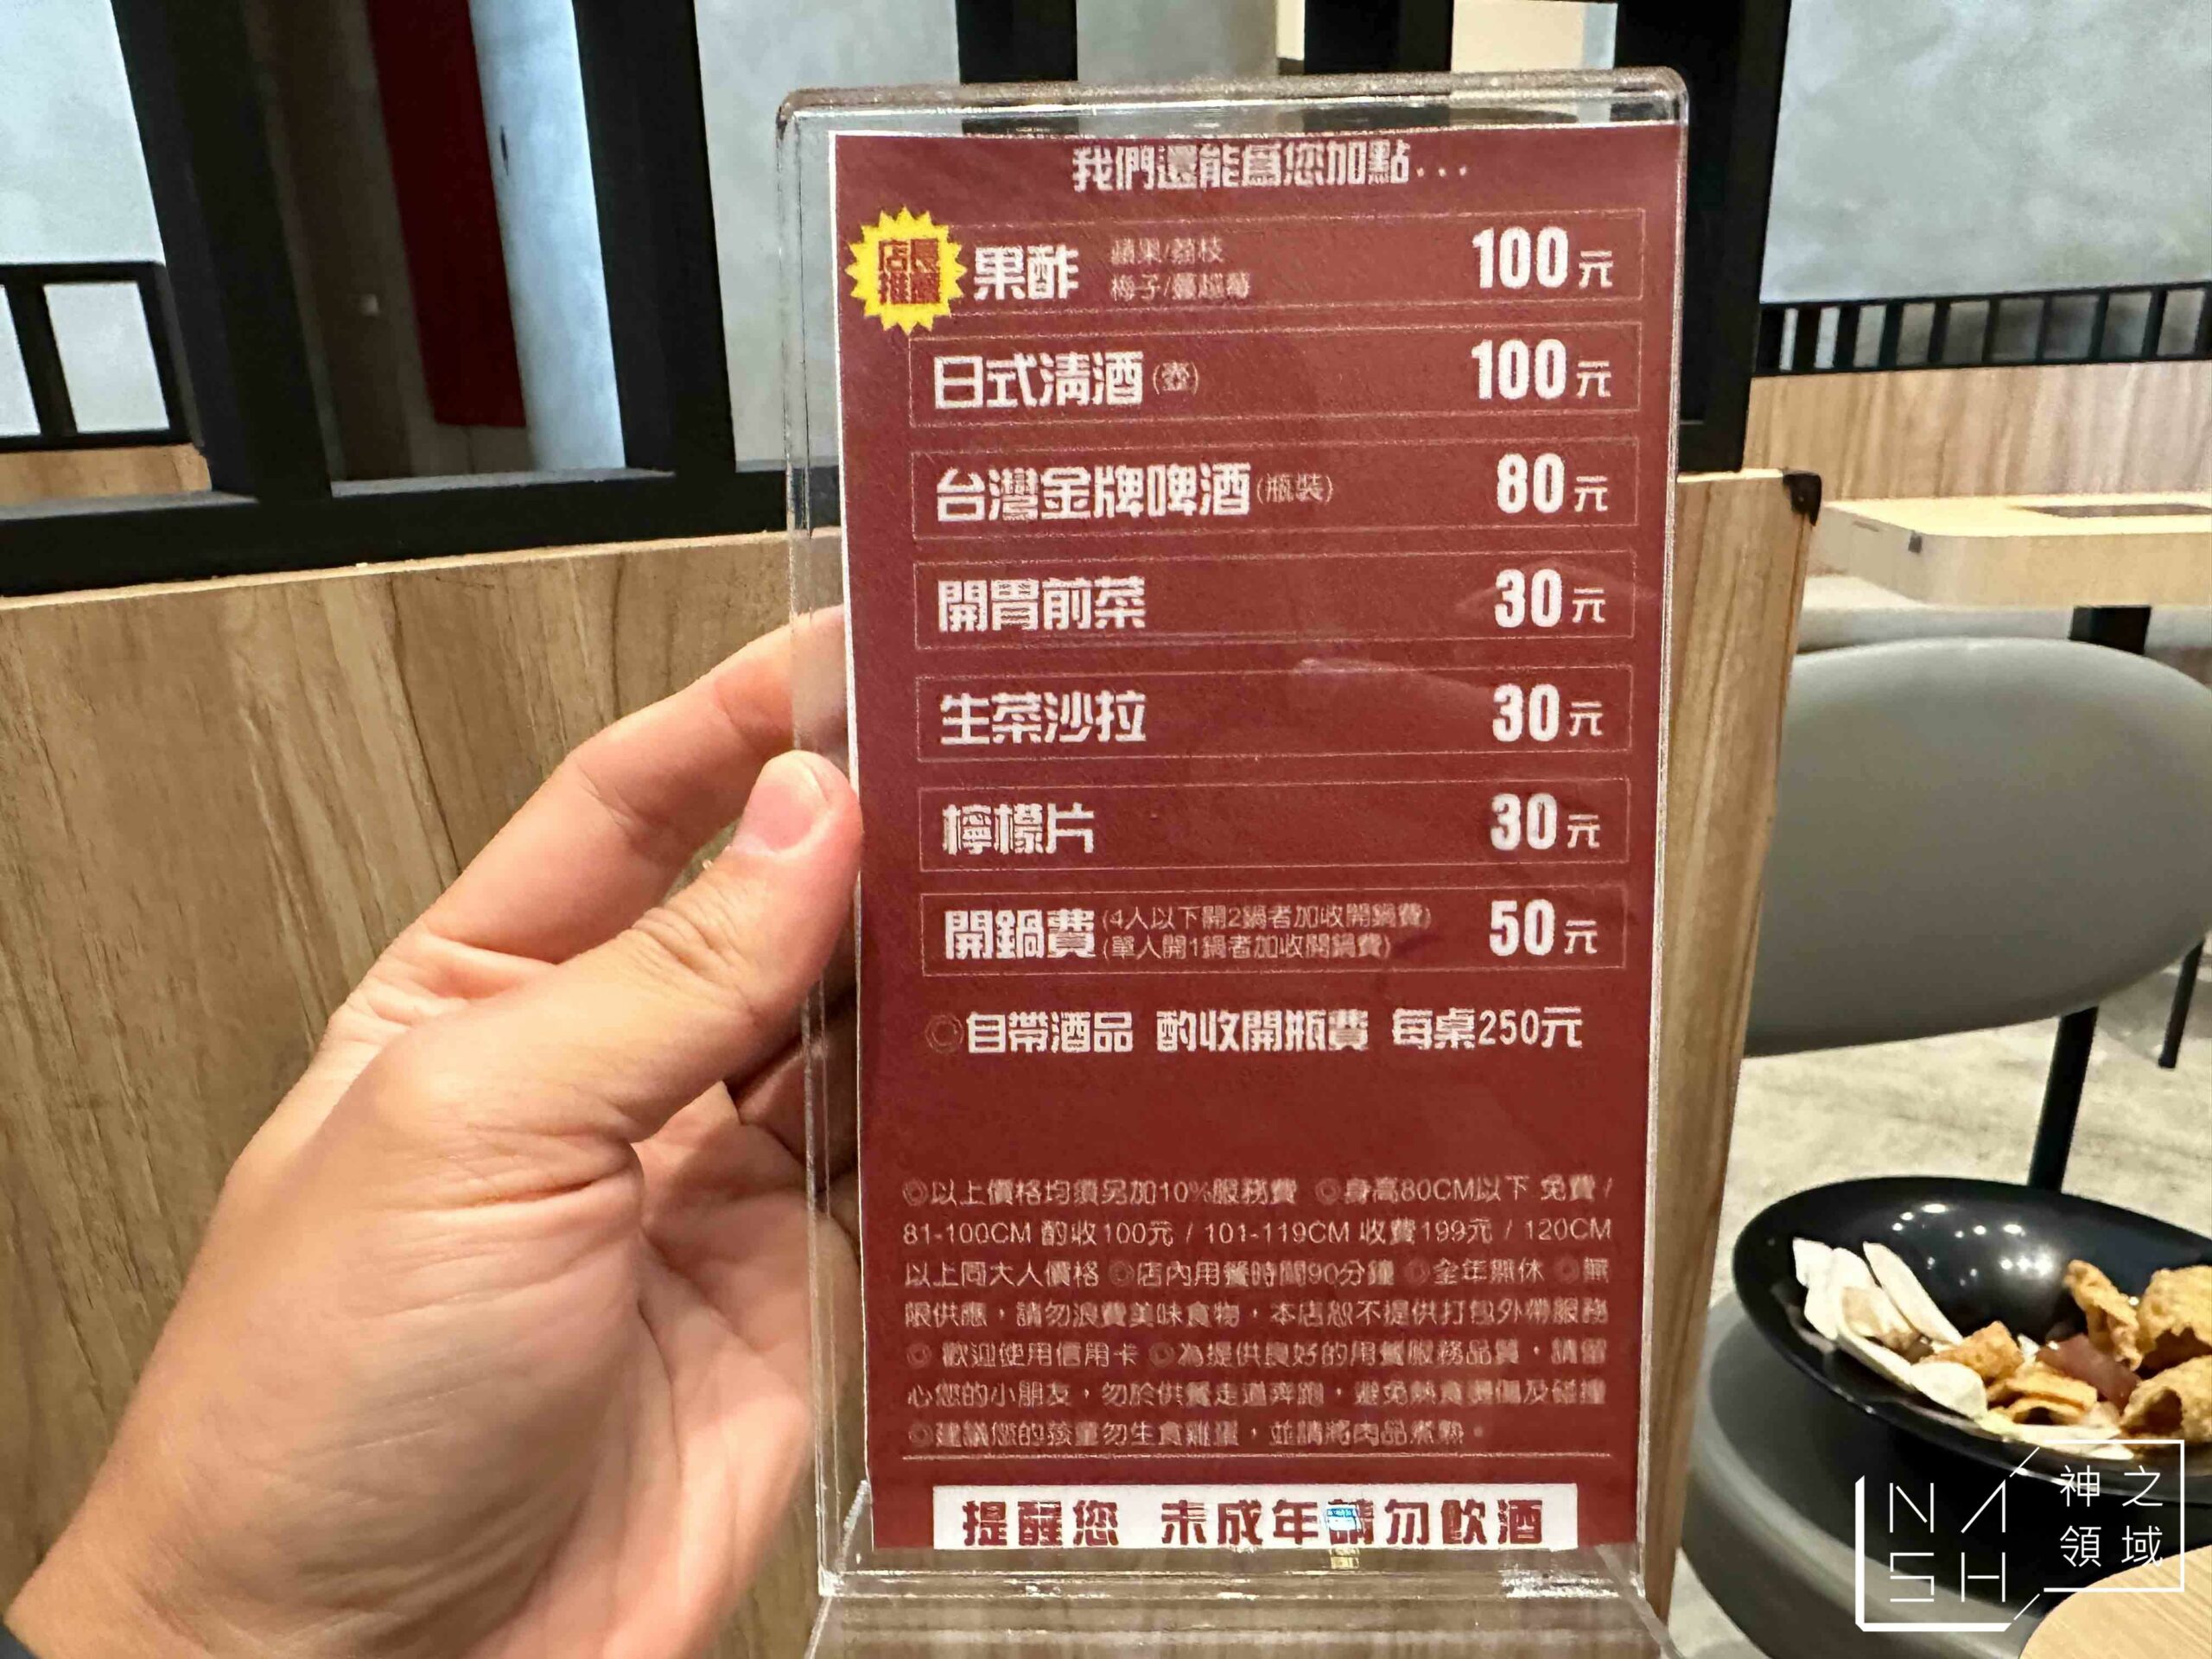 我們還能爲您加點...
店長
推薦
果酢 蘋果/荔枝 100元
梅子/蔓越莓
日式清酒(壺) 100元
台灣金牌啤酒(瓶裝) 80元
開胃前菜 30元
生菜沙拉 30元
檸檬片 30元
開鍋費 (4人以下開2鍋者加收開鍋費) 50元
(單人開1鍋者加收開鍋費)
◎自帶酒品 酌收開瓶費 每桌250元
◎以上價格均須另加10%服務費 ◎身高80CM以下 免費 /
81-100CM 酌收100元 / 101-119CM 收費199元 / 120CM
以上同大人價格 ◎店內用餐時間90分鐘 ◎全年無休 ◎無
限供應，請勿浪費美味食物，本店恕不提供打包外帶服務
◎ 歡迎使用信用卡 ◎為提供良好的用餐服務品質，請留
心您的小朋友，勿於供餐走道奔跑，避免熱食燙傷及碰撞
◎建議您的孩童勿生食雞蛋，並請將肉品煮熟。
提醒您 未成年請勿飲酒
NASH 神之領域